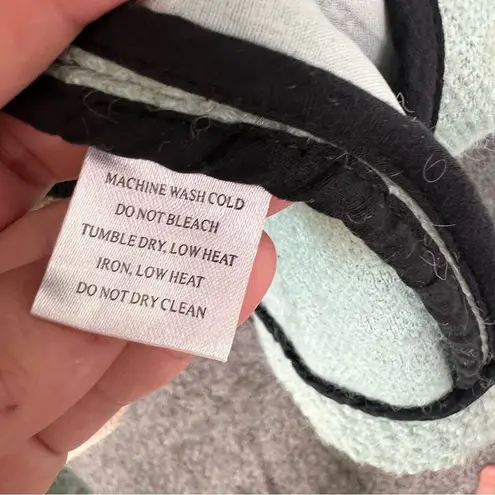 MACHINE WASH COLD
DO NOT BLEACH
TUMBLE DRY, LOW HEAT
IRON, LOW HEAT
DO NOT DRY CLEAN